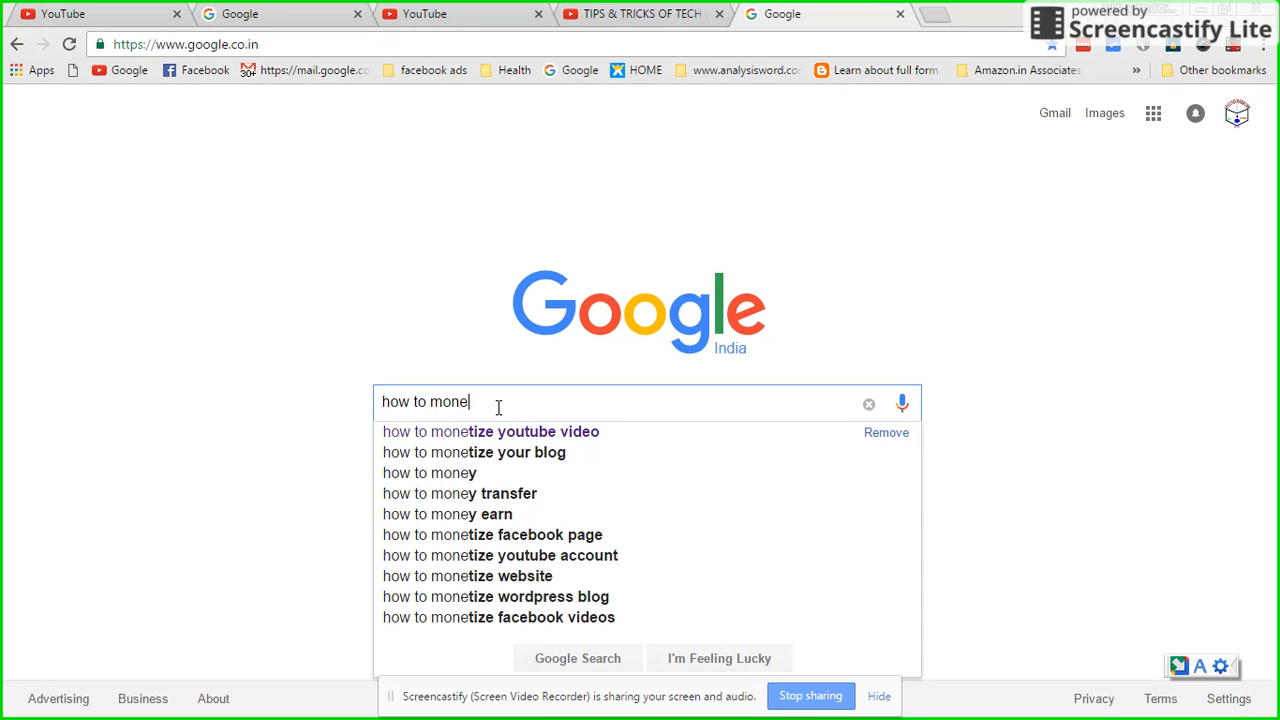 YouTube
Google
YouTube
TIPS & TRICKS OF TECH
Google
powered by
Screencastify Lite
https://www.google.co.in
Apps
Google
Facebook
30+
https://mail.google.co
facebook ads
Health
Google
HOME
www.analysisword.co
Learn about full form
Amazon.in Associates
»
Other bookmarks
Gmail
Images
Google
India
how to mone
how to monetize youtube video
Remove
how to monetize your blog
how to money
how to money transfer
how to money earn
how to monetize facebook page
how to monetize youtube account
how to monetize website
how to monetize wordpress blog
how to monetize facebook videos
Google Search
I'm Feeling Lucky
A
Screencastify (Screen Video Recorder) is sharing your screen and audio.
Stop sharing
Hide
Advertising
Business
About
Privacy
Terms
Settings